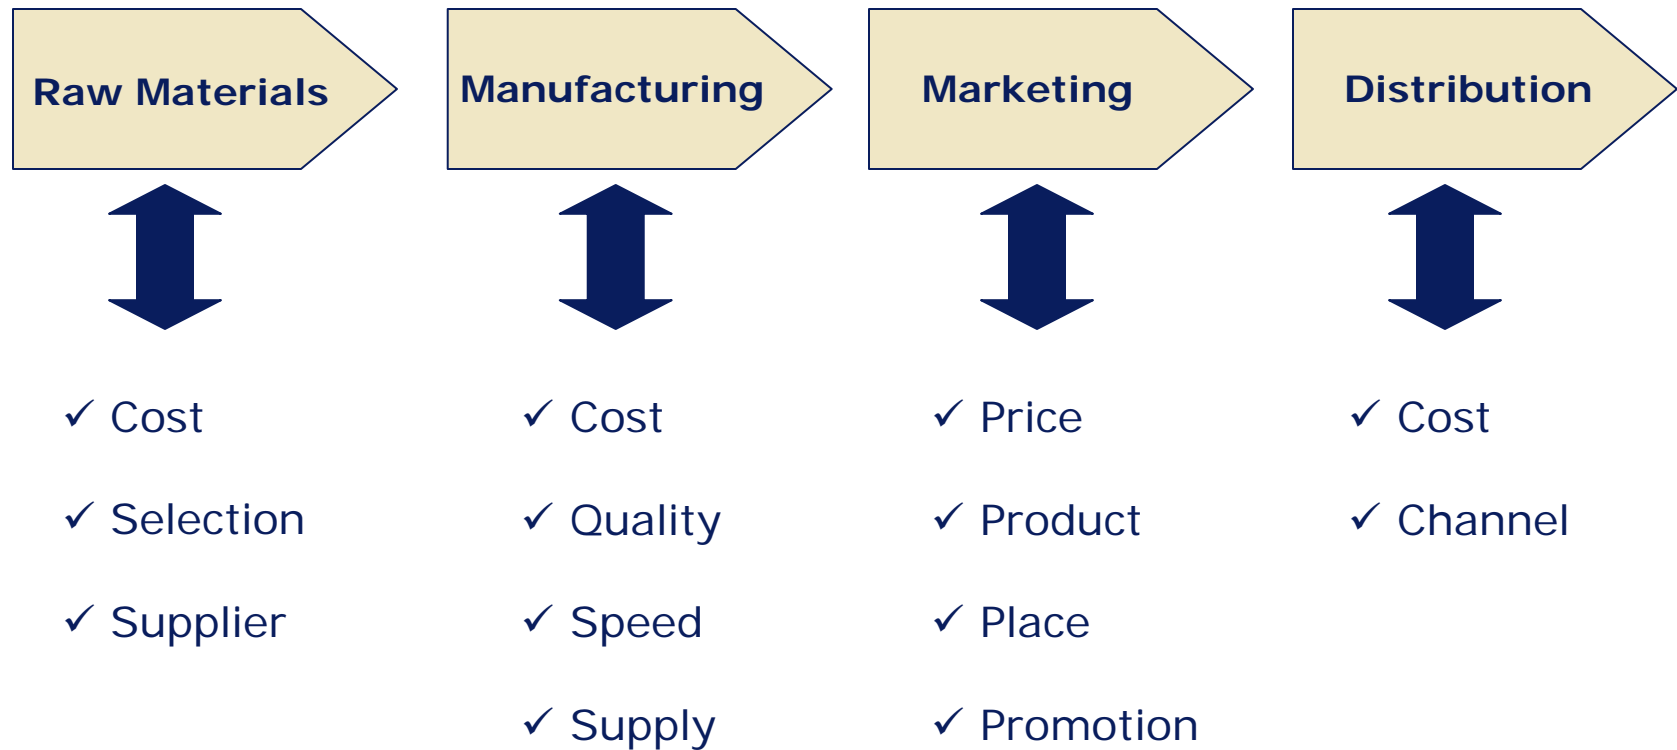 Raw Materials
Manufacturing
Marketing
Distribution
✓ Cost
✓ Selection
✓ Supplier
✓ Cost
✓ Quality
✓ Speed
✓ Supply
✓ Price
✓ Product
✓ Place
✓ Promotion
✓ Cost
✓ Channel